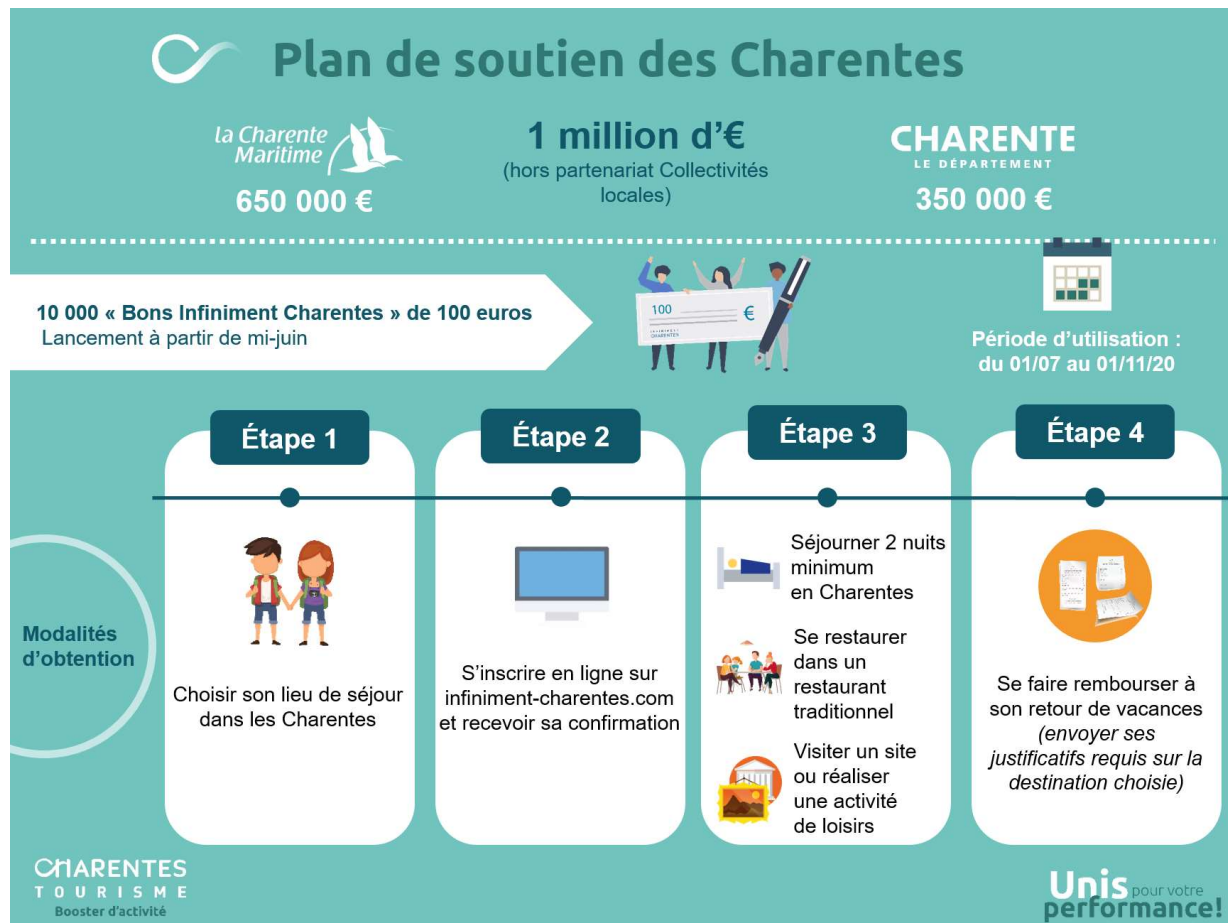 Plan de soutien des Charentes
la Charente
Maritime
650 000 €
1 million d'€
(hors partenariat Collectivités
locales)
CHARENTE
LE DÉPARTEMENT
350 000 €
10 000 « Bons Infiniment Charentes » de 100 euros
Lancement à partir de mi-juin
100
€
CHARENTES
Période d'utilisation :
du 01/07 au 01/11/20
Modalités
d'obtention
Étape 1
Choisir son lieu de séjour
dans les Charentes
Étape 2
S'inscrire en ligne sur
infiniment-charentes.com
et recevoir sa confirmation
Étape 3
Séjourner 2 nuits
minimum
en Charentes
Se restaurer
dans un
restaurant
traditionnel
Visiter un site
ou réaliser
une activité
de loisirs
Étape 4
Se faire rembourser à
son retour de vacances
(envoyer ses
justificatifs requis sur la
destination choisie)
CHARENTES
TOURISME
Booster d'activité
Unis pour votre
performance!